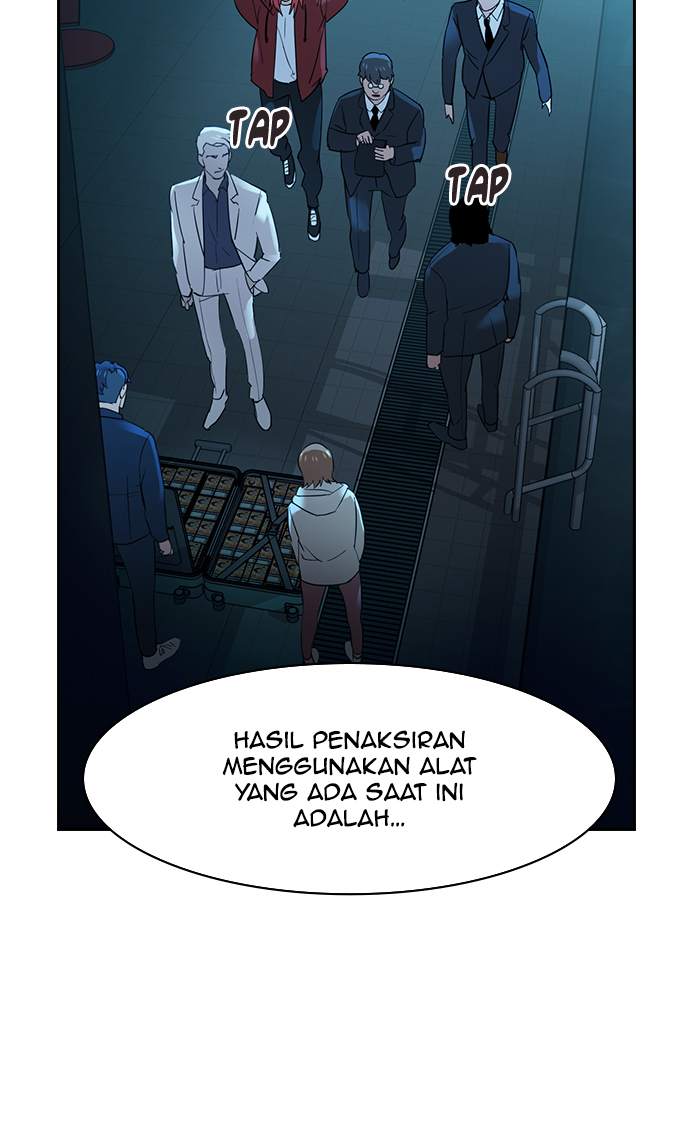 TAP
TAP
HASIL PENAKSIRAN
MENGGUNAKAN ALAT
YANG ADA SAAT INI
ADALAH...